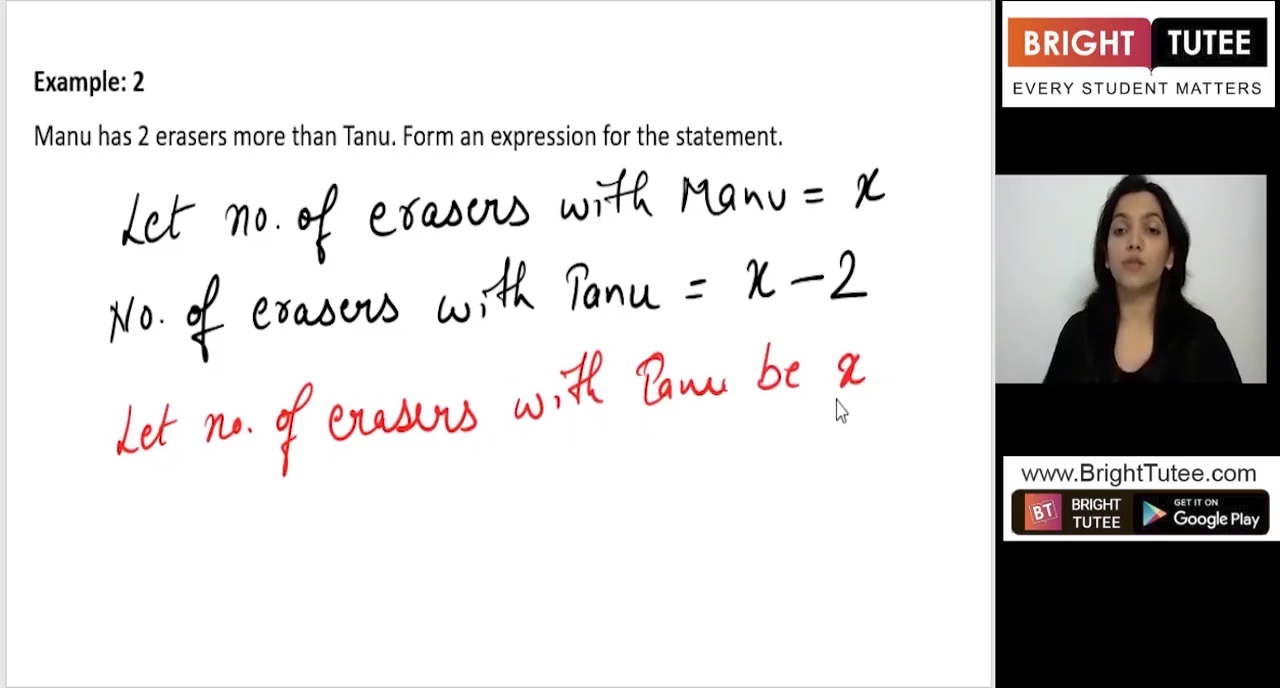 Example: 2
Manu has 2 erasers more than Tanu. Form an expression for the statement.
Let no. of erasers with Manu = x
No. of erasers with Tanu = x - 2
Let no. of erasers with Tanu be x
BRIGHT TUTEE
EVERY STUDENT MATTERS
www.BrightTutee.com
BT BRIGHT TUTEE
GET IT ON
Google Play